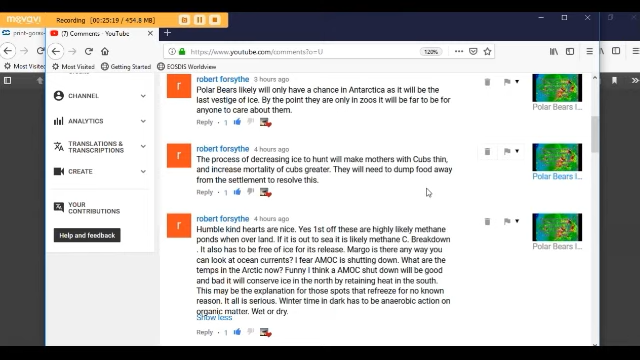 movavi Recording 00:25:19 / 454.8 MB
print-goras
(7) Comments - YouTube
https://www.youtube.com/comments?o=U
120%
Most Visited Getting Started EOSDIS Worldview
Most Visited
CHANNEL
ANALYTICS
TRANSLATIONS &
TRANSCRIPTIONS
CREATE
YOUR
CONTRIBUTIONS
Help and feedback
robert forsythe 3 hours ago
Polar Bears likely will only have a chance in Antarctica as it will be the
last vestige of ice. By the point they are only in zoos it will be far to be for
anyone to care about them.
Reply 1
Polar Bears l...
robert forsythe 4 hours ago
The process of decreasing ice to hunt will make mothers with Cubs thin,
and increase mortality of cubs greater. They will need to dump food away
from the settlement to resolve this.
Reply 1
Polar Bears l...
robert forsythe 4 hours ago
Humble kind hearts are nice. Yes 1st off these are highly likely methane
ponds when over land. If it is out to sea it is likely methane C. Breakdown
. It also has to be free of ice for its release. Margo is there any way you
can look at ocean currents? I fear AMOC is shutting down. What are the
temps in the Arctic now? Funny I think a AMOC shut down will be good
and bad it will conserve ice in the north by retaining heat in the south.
This may be the explanation for those spots that refreeze for no known
reason. It all is serious. Winter time in dark has to be anaerobic action on
organic matter. Wet or dry.
Show less
Reply 1
Polar Bears l...